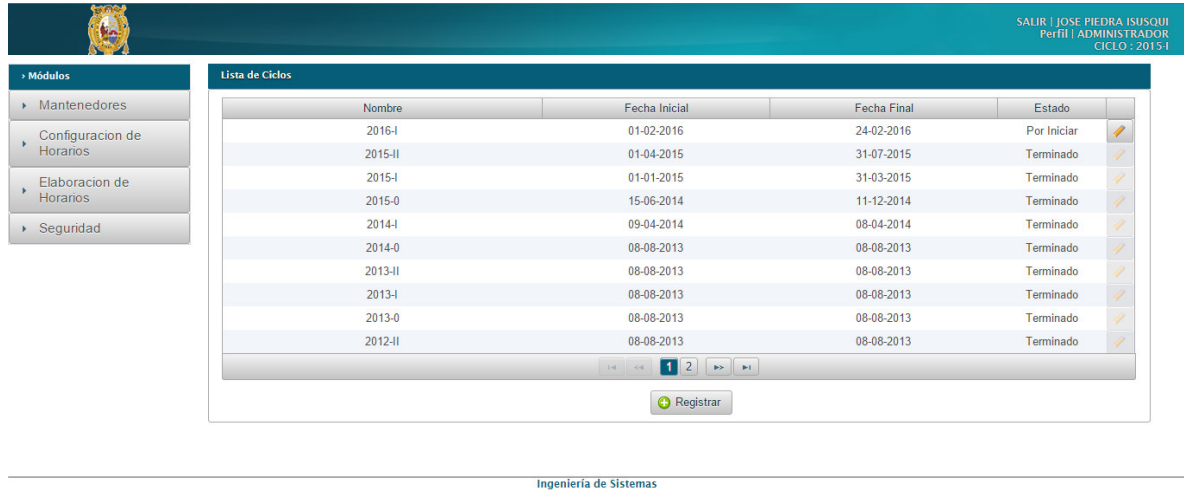 SALIR | JOSE PIEDRA ISUSQUI
Perfil | ADMINISTRADOR
CICLO : 2015-I
› Módulos
Mantenedores
Configuracion de
Horarios
Elaboracion de
Horarios
Seguridad
Lista de Ciclos
Nombre Fecha Inicial Fecha Final Estado
2016-I 01-02-2016 24-02-2016 Por Iniciar
2015-II 01-04-2015 31-07-2015 Terminado
2015-I 01-01-2015 31-03-2015 Terminado
2015-0 15-06-2014 11-12-2014 Terminado
2014-I 09-04-2014 08-04-2014 Terminado
2014-0 08-08-2013 08-08-2013 Terminado
2013-II 08-08-2013 08-08-2013 Terminado
2013-I 08-08-2013 08-08-2013 Terminado
2013-0 08-08-2013 08-08-2013 Terminado
2012-II 08-08-2013 08-08-2013 Terminado
1 2
Registrar
Ingeniería de Sistemas